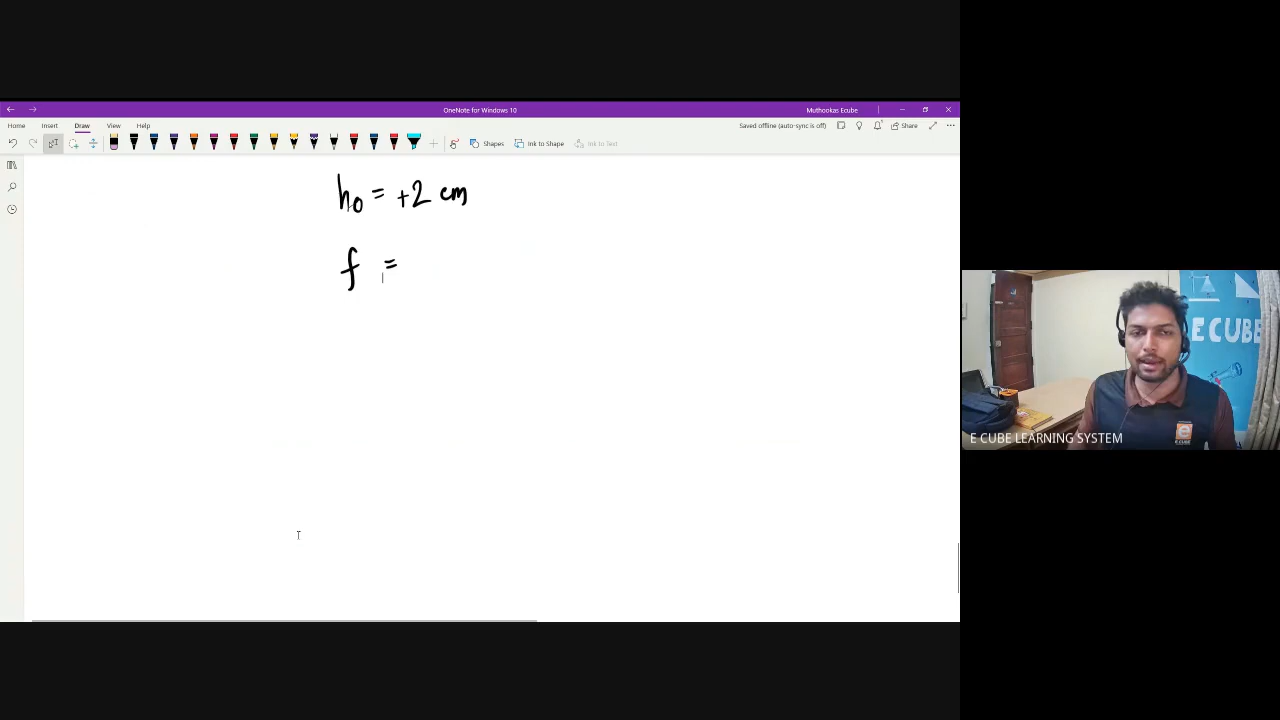 OneNote for Windows 10
Muthookas Ecube
Home Insert Draw View Help
Saved offline (auto-sync is off) Share
Shapes Ink to Shape Ink to Text
h₀ = +2 cm
f =
E CUBE
E CUBE
E CUBE LEARNING SYSTEM